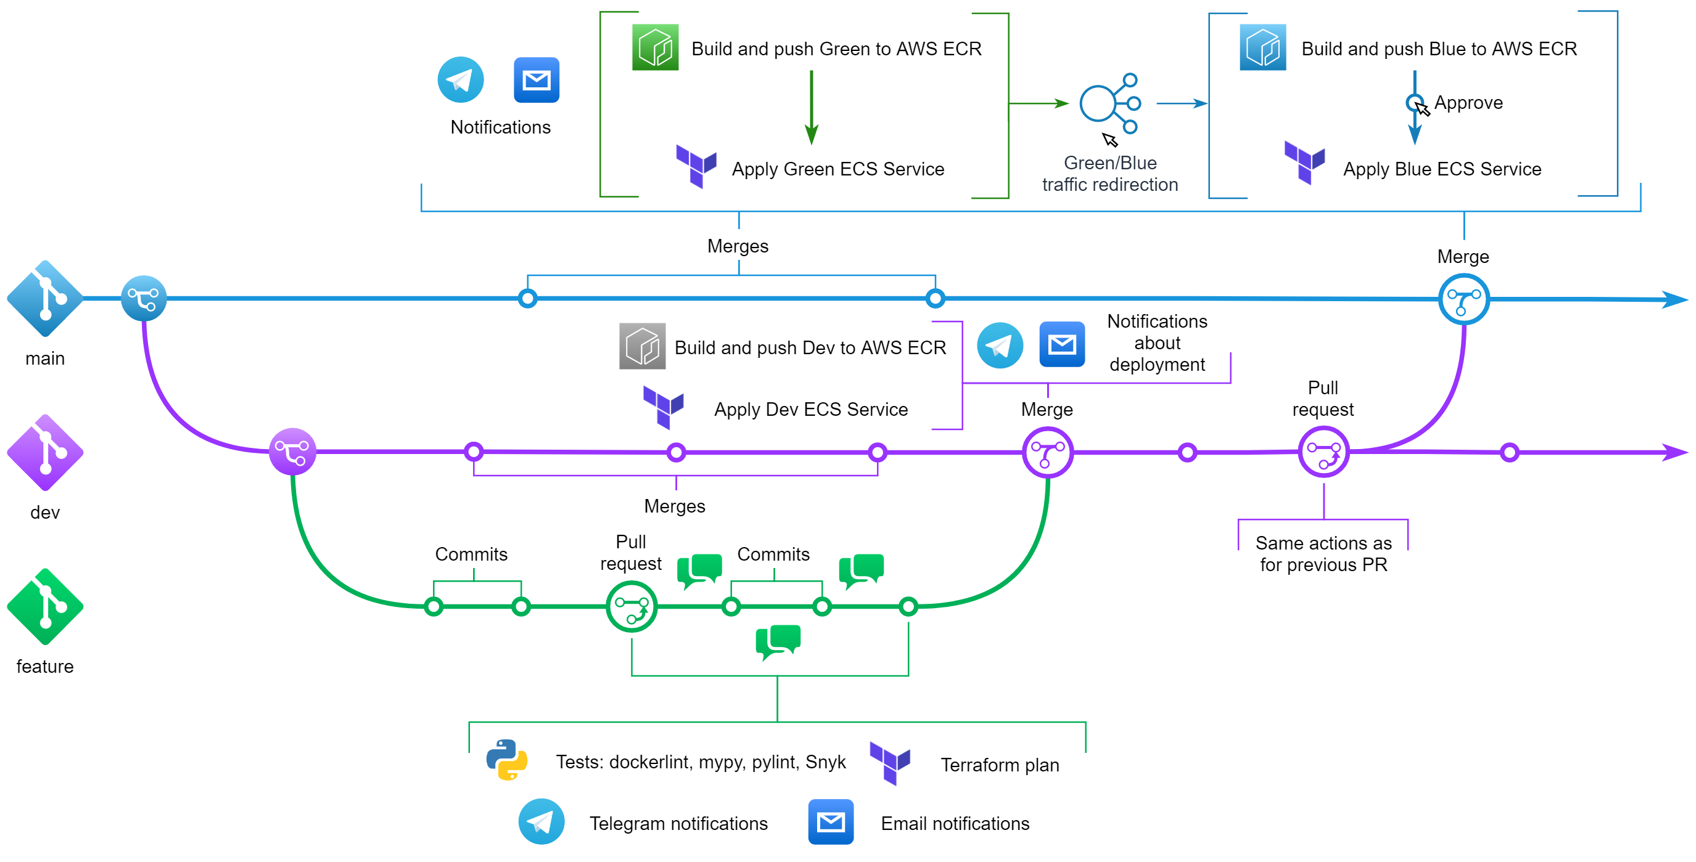 Build and push Green to AWS ECR
Build and push Blue to AWS ECR
Approve
Notifications
Apply Green ECS Service
Green/Blue
traffic redirection
Apply Blue ECS Service
Merges
Merge
main
Build and push Dev to AWS ECR
Notifications
about
deployment
Apply Dev ECS Service
Merge
Pull
request
dev
Merges
Same actions as
for previous PR
Commits
Pull
request
Commits
feature
Tests: dockerlint, mypy, pylint, Snyk
Terraform plan
Telegram notifications
Email notifications